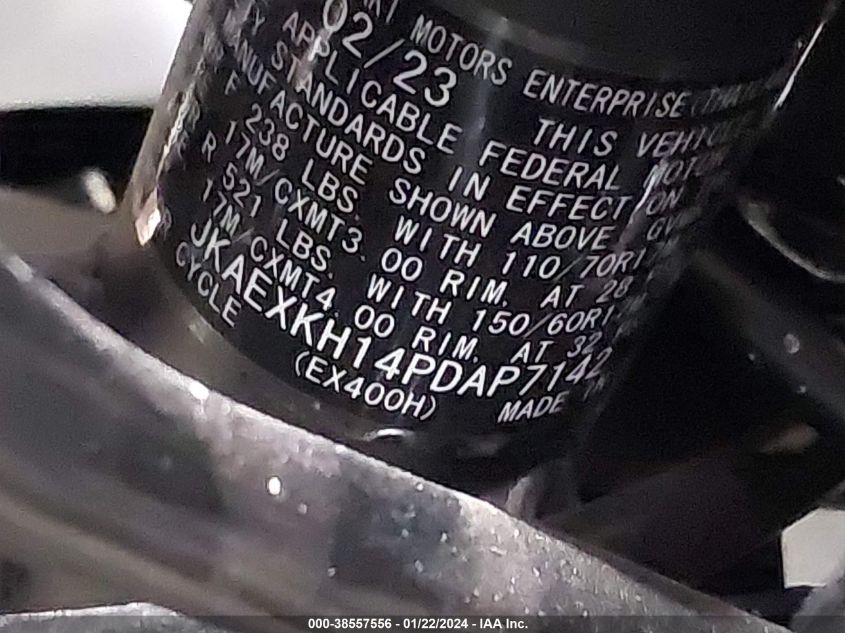 MOTORS ENTERPRISE
02/23 THIS
APPLICABLE FEDERAL MOTOR
STANDARDS IN EFFECT ON
MANUFACTURE SHOWN ABOVE
F 238 LBS. WITH 110/70R1
17M/CXMT3.00 RIM, AT 28
R 521 LBS. WITH 150/60R1
17M/CXMT4.00 RIM, AT 32
JKAEXKH14PDAP7142
CYCLE (EX400H) MADE
000-38557556 - 01/22/2024 - IAA Inc.